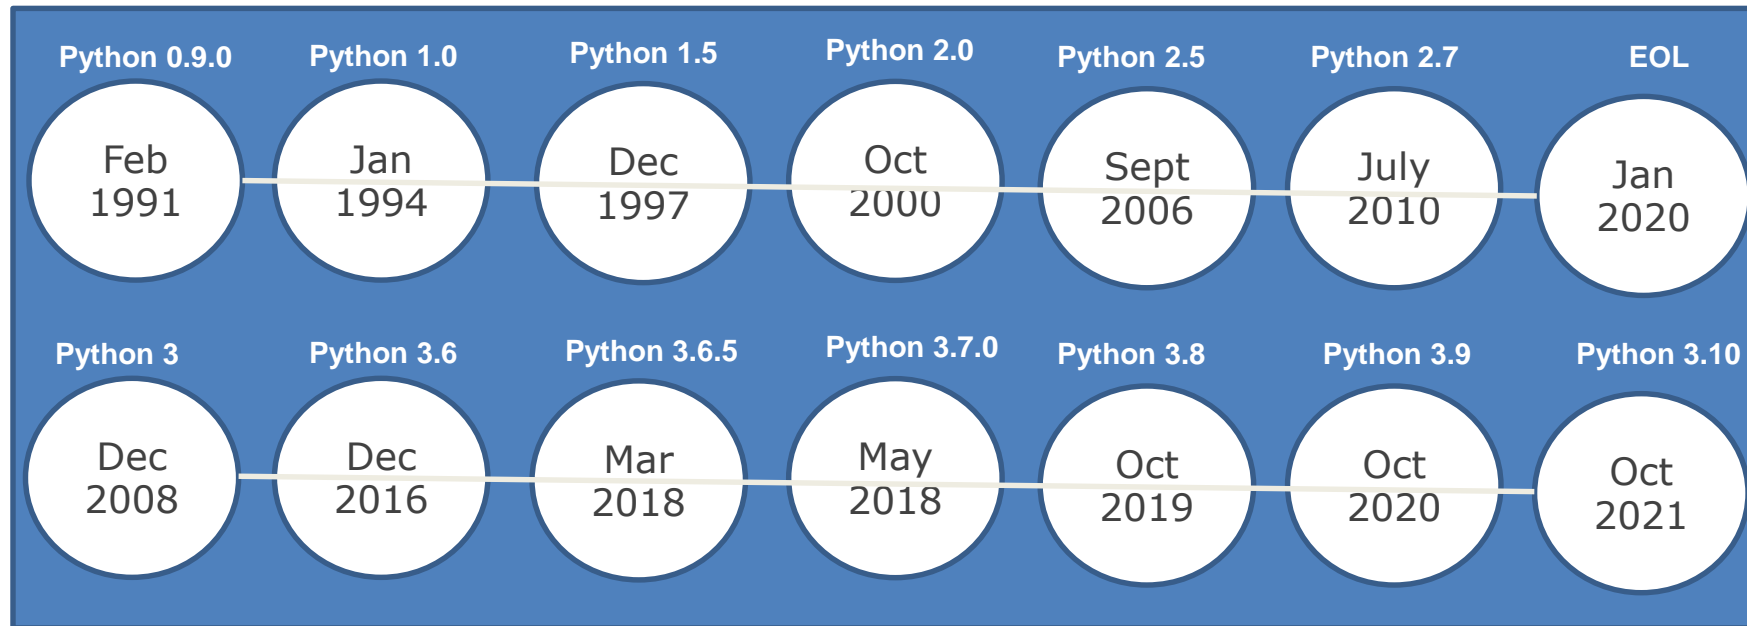 Python 0.9.0
Python 1.0
Python 1.5
Python 2.0
Python 2.5
Python 2.7
EOL
Feb
1991
Jan
1994
Dec
1997
Oct
2000
Sept
2006
July
2010
Jan
2020
Python 3
Python 3.6
Python 3.6.5
Python 3.7.0
Python 3.8
Python 3.9
Python 3.10
Dec
2008
Dec
2016
Mar
2018
May
2018
Oct
2019
Oct
2020
Oct
2021